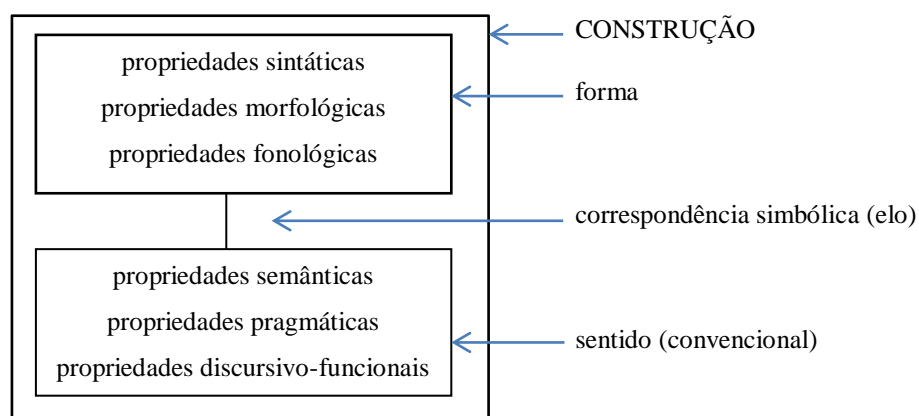 CONSTRUÇÃO
propriedades sintáticas
propriedades morfológicas
propriedades fonológicas
forma
correspondência simbólica (elo)
propriedades semânticas
propriedades pragmáticas
propriedades discursivo-funcionais
sentido (convencional)